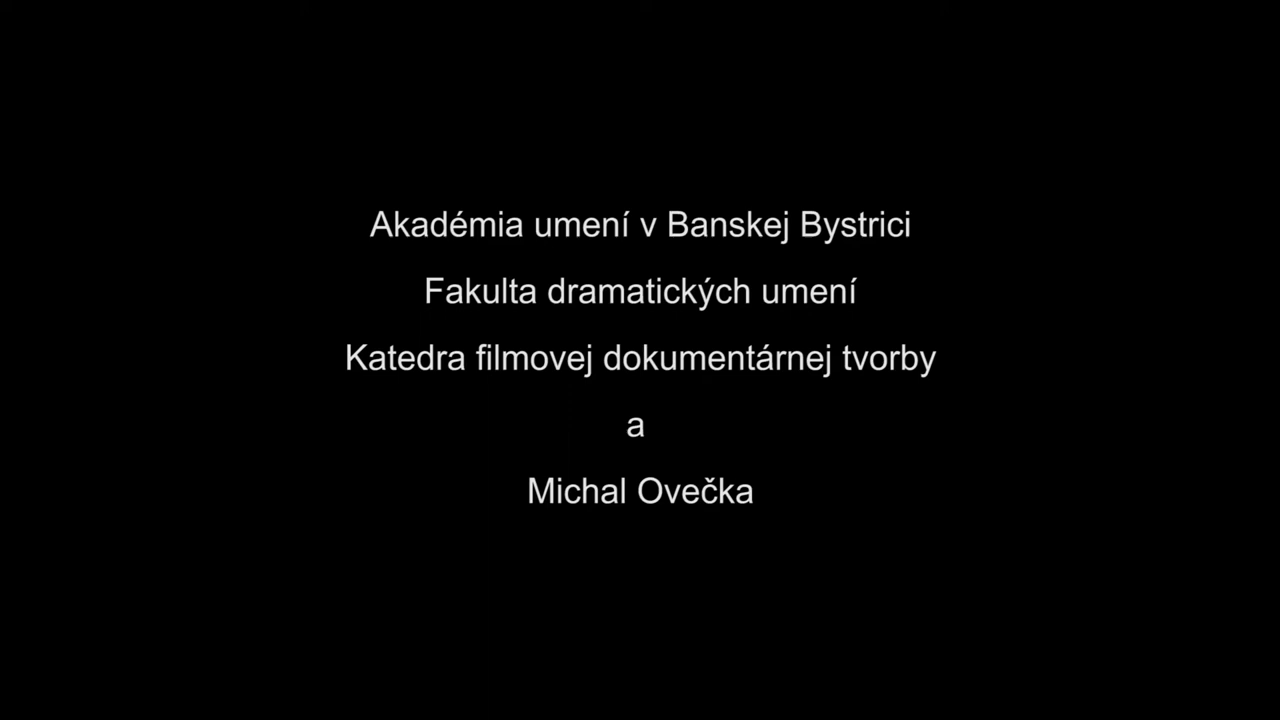 Akadémia umení v Banskej Bystrici
Fakulta dramatických umení
Katedra filmovej dokumentárnej tvorby
a
Michal Ovečka